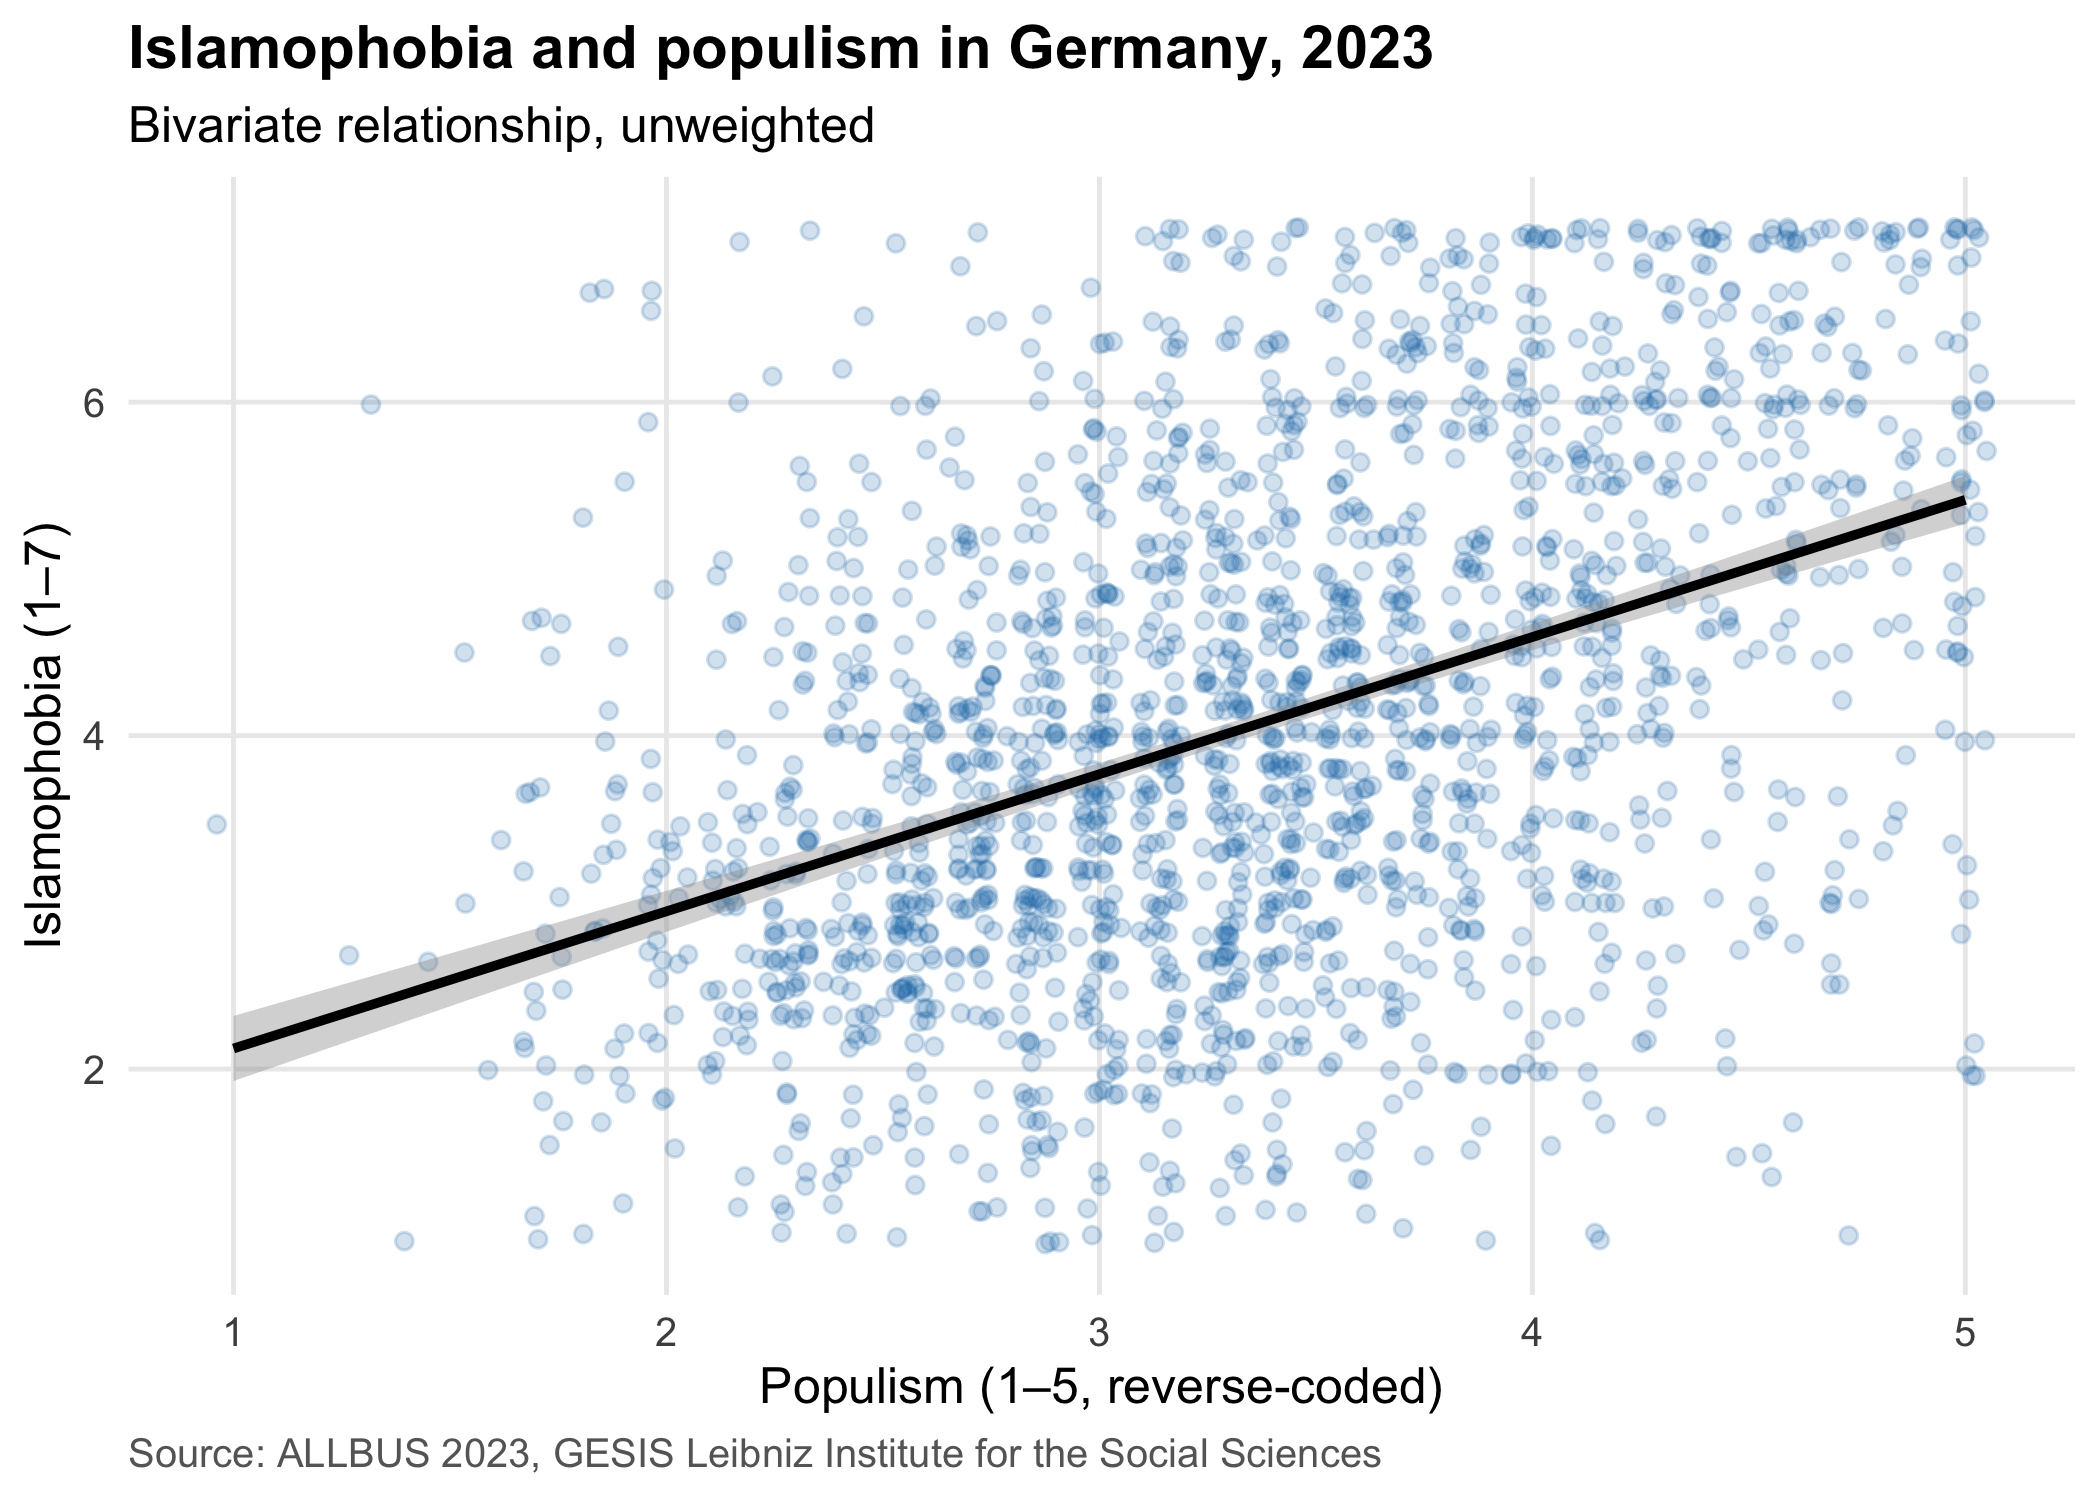 Islamophobia and populism in Germany, 2023
Bivariate relationship, unweighted
Islamophobia (1–7)
6
4
2
1 2 3 4 5
Populism (1–5, reverse-coded)
Source: ALLBUS 2023, GESIS Leibniz Institute for the Social Sciences